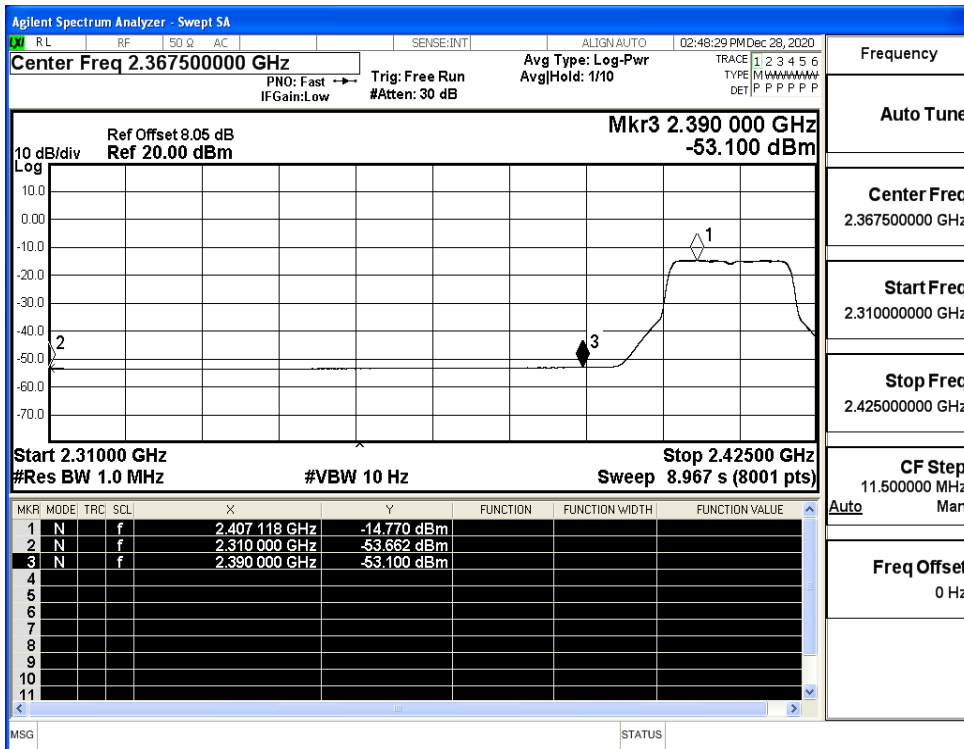 Agilent Spectrum Analyzer - Swept SA
LXI RL RF 50 Ω AC SENSE:INT ALIGN AUTO 02:48:29 PM Dec 28, 2020
Center Freq 2.367500000 GHz
PNO: Fast
IFGain:Low
Trig: Free Run
#Atten: 30 dB
Avg Type: Log-Pwr
Avg|Hold: 1/10
TRACE 1 2 3 4 5 6
TYPE M W W W W W
DET P P P P P P
Mkr3 2.390 000 GHz
-53.100 dBm
Ref Offset 8.05 dB
10 dB/div Ref 20.00 dBm
Log
10.0
0.00
-10.0
-20.0
-30.0
-40.0
-50.0
-60.0
-70.0
1
2
3
Start 2.31000 GHz Stop 2.42500 GHz
#Res BW 1.0 MHz #VBW 10 Hz Sweep 8.967 s (8001 pts)
MKR MODE TRC SCL X Y FUNCTION FUNCTION WIDTH FUNCTION VALUE
1 N f 2.407 118 GHz -14.770 dBm
2 N f 2.310 000 GHz -53.662 dBm
3 N f 2.390 000 GHz -53.100 dBm
4
5
6
7
8
9
10
11
MSG STATUS
Frequency
Auto Tune
Center Freq
2.367500000 GHz
Start Freq
2.310000000 GHz
Stop Freq
2.425000000 GHz
CF Step
11.500000 MHz
Auto Man
Freq Offset
0 Hz